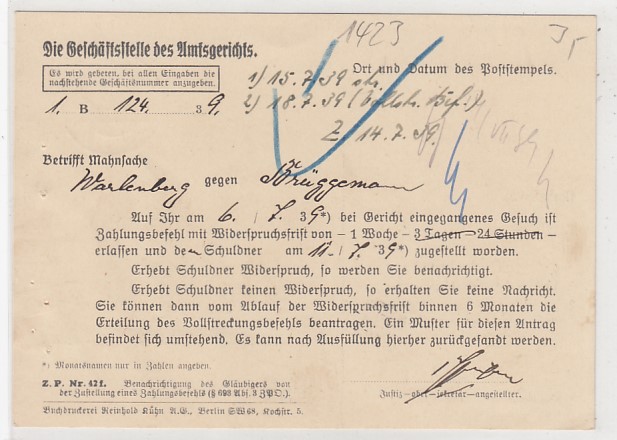 1423
Die Geschäftsstelle des Amtsgerichts.
Es wird gebeten, bei allen Eingaben die
nachstehende Geschäftsnummer anzugeben.
Ort und Datum des Poststempels.
1) 15.7.39
1. B 124. 39.
2) 18.7.39
Z. 14.7.39.
Betrifft Mahnsache
Warlenberg gegen Brüggemann
Auf Ihr am 6. / 7. 39*) bei Gericht eingegangenes Gesuch ist
Zahlungsbefehl mit Widerspruchsfrist von – 1 Woche – 3 Tagen – 24 Stunden –
erlassen und dem Schuldner am 11. / 7. 39*) zugestellt worden.
Erhebt Schuldner Widerspruch, so werden Sie benachrichtigt.
Erhebt Schuldner keinen Widerspruch, so erhalten Sie keine Nachricht.
Sie können dann vom Ablauf der Widerspruchsfrist binnen 6 Monaten die
Erteilung des Vollstreckungsbefehls beantragen. Ein Muster für diesen Antrag
befindet sich umstehend. Es kann nach Ausfüllung hierher zurückgesandt werden.
*) Monatsnamen nur in Zahlen angeben.
Z. P. Nr. 42 f. Benachrichtigung des Gläubigers von
der Zustellung eines Zahlungsbefehls (§ 693 Abs. 3 ZPO.).
Justiz-ober-sekretär-angestellter.
Buchdruckerei Reinhold Kühn A.G., Berlin SW 68, Kochstr. 5.